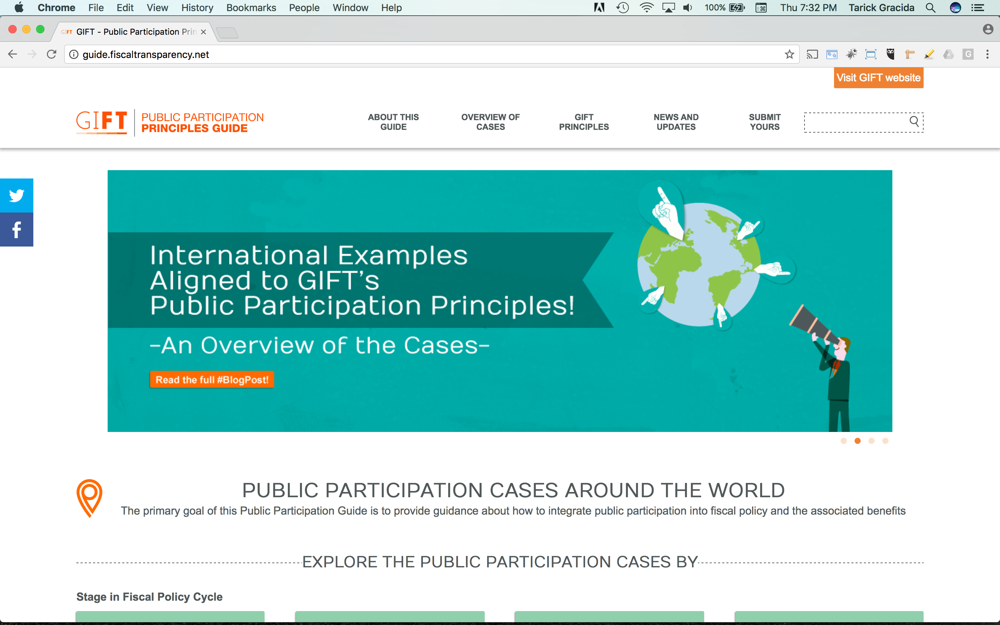 Chrome File Edit View History Bookmarks People Window Help 100% Thu 7:32 PM Tarick Gracida
GIFT GIFT - Public Participation Prin
guide.fiscaltransparency.net
G
Visit GIFT website
GIFT
PUBLIC PARTICIPATION
PRINCIPLES GUIDE
ABOUT THIS
GUIDE
OVERVIEW OF
CASES
GIFT
PRINCIPLES
NEWS AND
UPDATES
SUBMIT
YOURS
International Examples
Aligned to GIFT’s
Public Participation Principles!
-An Overview of the Cases-
Read the full #BlogPost!
PUBLIC PARTICIPATION CASES AROUND THE WORLD
The primary goal of this Public Participation Guide is to provide guidance about how to integrate public participation into fiscal policy and the associated benefits
EXPLORE THE PUBLIC PARTICIPATION CASES BY
Stage in Fiscal Policy Cycle